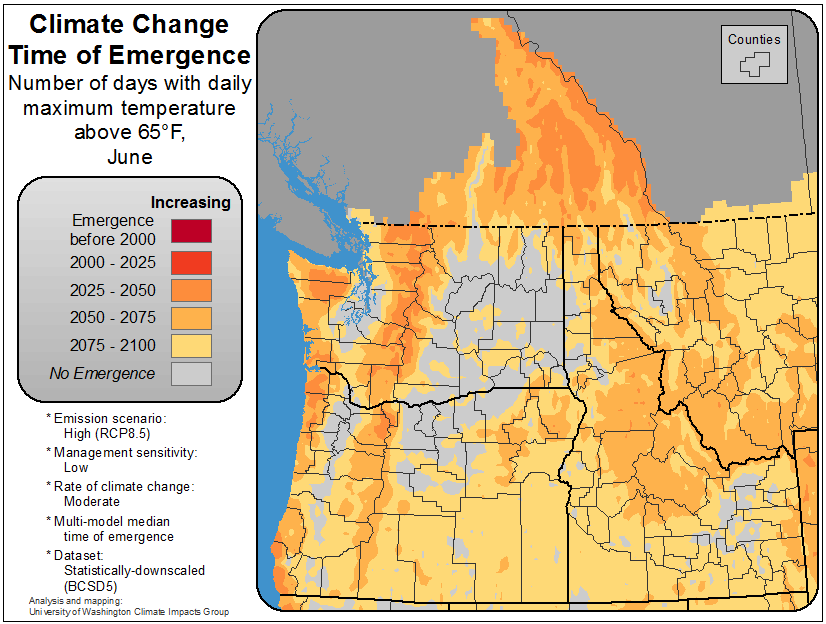 Climate Change
Time of Emergence
Number of days with daily
maximum temperature
above 65°F,
June
Counties
Increasing
Emergence
before 2000
2000 - 2025
2025 - 2050
2050 - 2075
2075 - 2100
No Emergence
* Emission scenario:
High (RCP8.5)
* Management sensitivity:
Low
* Rate of climate change:
Moderate
* Multi-model median
time of emergence
* Dataset:
Statistically-downscaled
(BCSD5)
Analysis and mapping:
University of Washington Climate Impacts Group